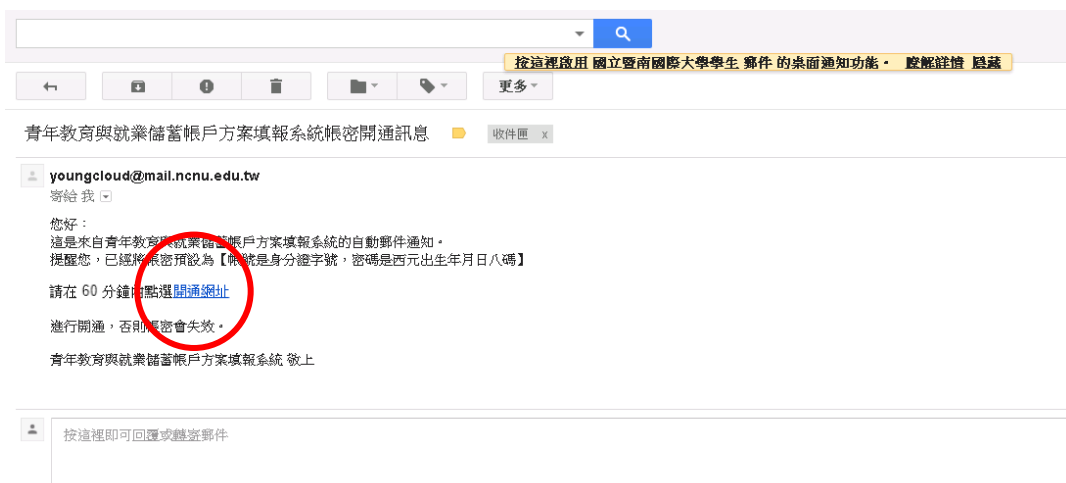 按這裡啟用 國立暨南國際大學學生 郵件 的桌面通知功能。 瞭解詳情 隱藏
更多
青年教育與就業儲蓄帳戶方案填報系統帳密開通訊息 收件匣 x
youngcloud@mail.ncnu.edu.tw
寄給 我
您好：
這是來自青年教育與就業儲蓄帳戶方案填報系統的自動郵件通知。
提醒您，已經將帳密預設為【帳號是身分證字號，密碼是西元出生年月日八碼】
請在 60 分鐘內點選開通網址
進行開通，否則帳密會失效。
青年教育與就業儲蓄帳戶方案填報系統 敬上
按這裡即可回覆或轉寄郵件